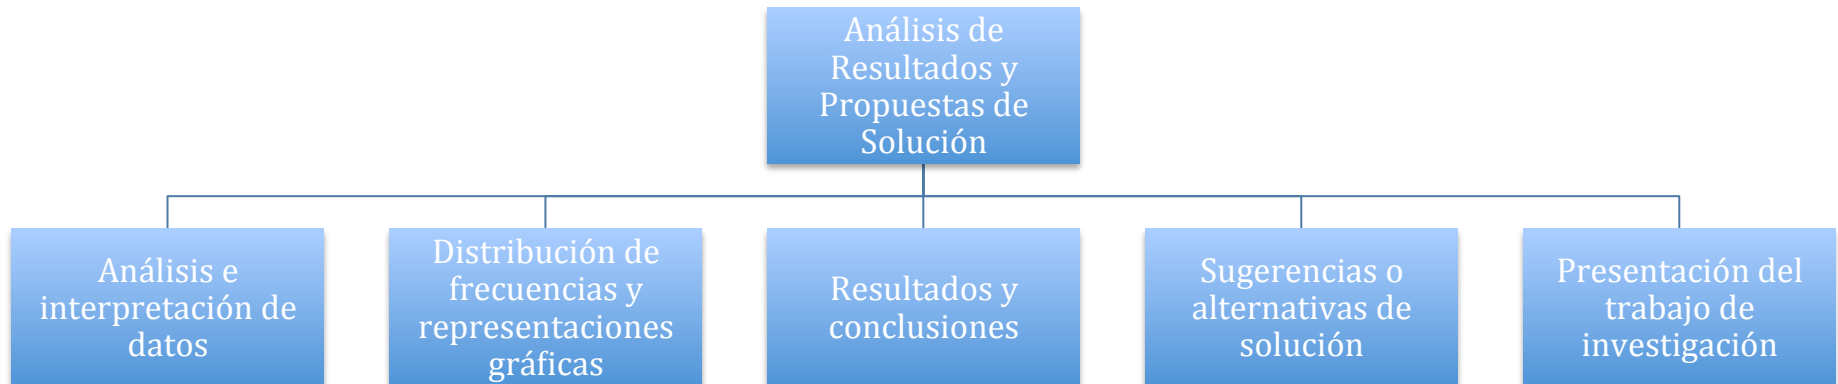 Análisis de
Resultados y
Propuestas de
Solución
Análisis e
interpretación de
datos
Distribución de
frecuencias y
representaciones
gráficas
Resultados y
conclusiones
Sugerencias o
alternativas de
solución
Presentación del
trabajo de
investigación